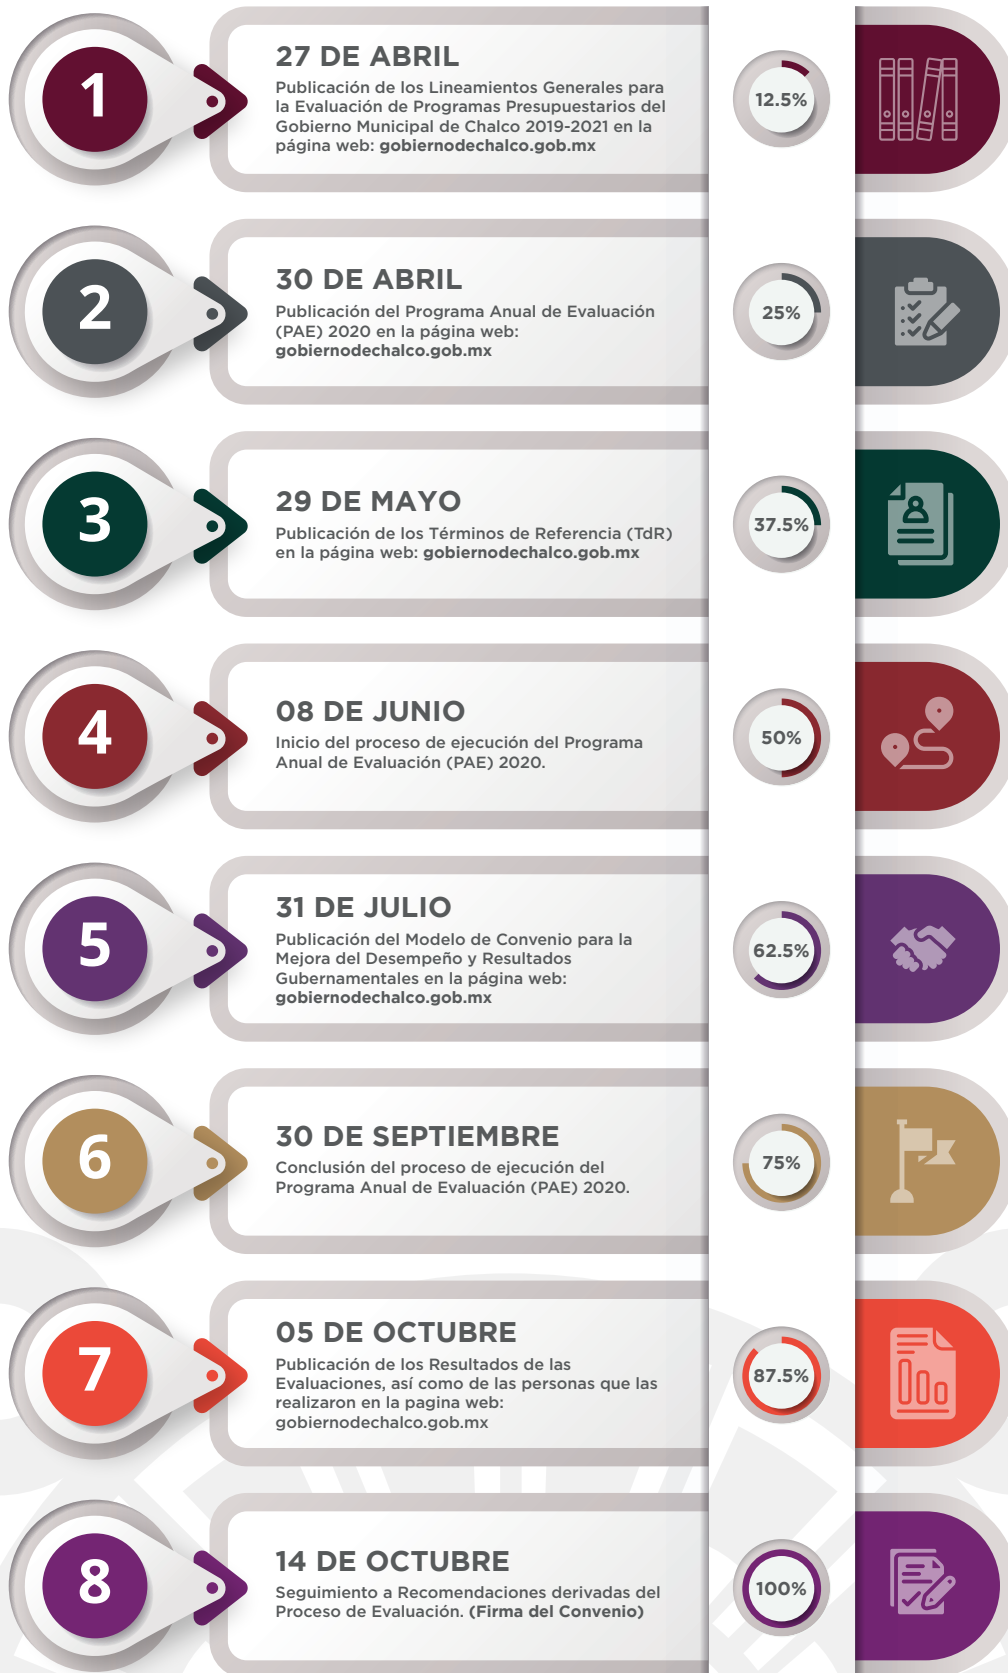 1
27 DE ABRIL
Publicación de los Lineamientos Generales para
la Evaluación de Programas Presupuestarios del
Gobierno Municipal de Chalco 2019-2021 en la
página web: gobiernodechalco.gob.mx
12.5%
2
30 DE ABRIL
Publicación del Programa Anual de Evaluación
(PAE) 2020 en la página web:
gobiernodechalco.gob.mx
25%
3
29 DE MAYO
Publicación de los Términos de Referencia (TdR)
en la página web: gobiernodechalco.gob.mx
37.5%
4
08 DE JUNIO
Inicio del proceso de ejecución del Programa
Anual de Evaluación (PAE) 2020.
50%
5
31 DE JULIO
Publicación del Modelo de Convenio para la
Mejora del Desempeño y Resultados
Gubernamentales en la página web:
gobiernodechalco.gob.mx
62.5%
6
30 DE SEPTIEMBRE
Conclusión del proceso de ejecución del
Programa Anual de Evaluación (PAE) 2020.
75%
7
05 DE OCTUBRE
Publicación de los Resultados de las
Evaluaciones, así como de las personas que las
realizaron en la pagina web:
gobiernodechalco.gob.mx
87.5%
8
14 DE OCTUBRE
Seguimiento a Recomendaciones derivadas del
Proceso de Evaluación. (Firma del Convenio)
100%